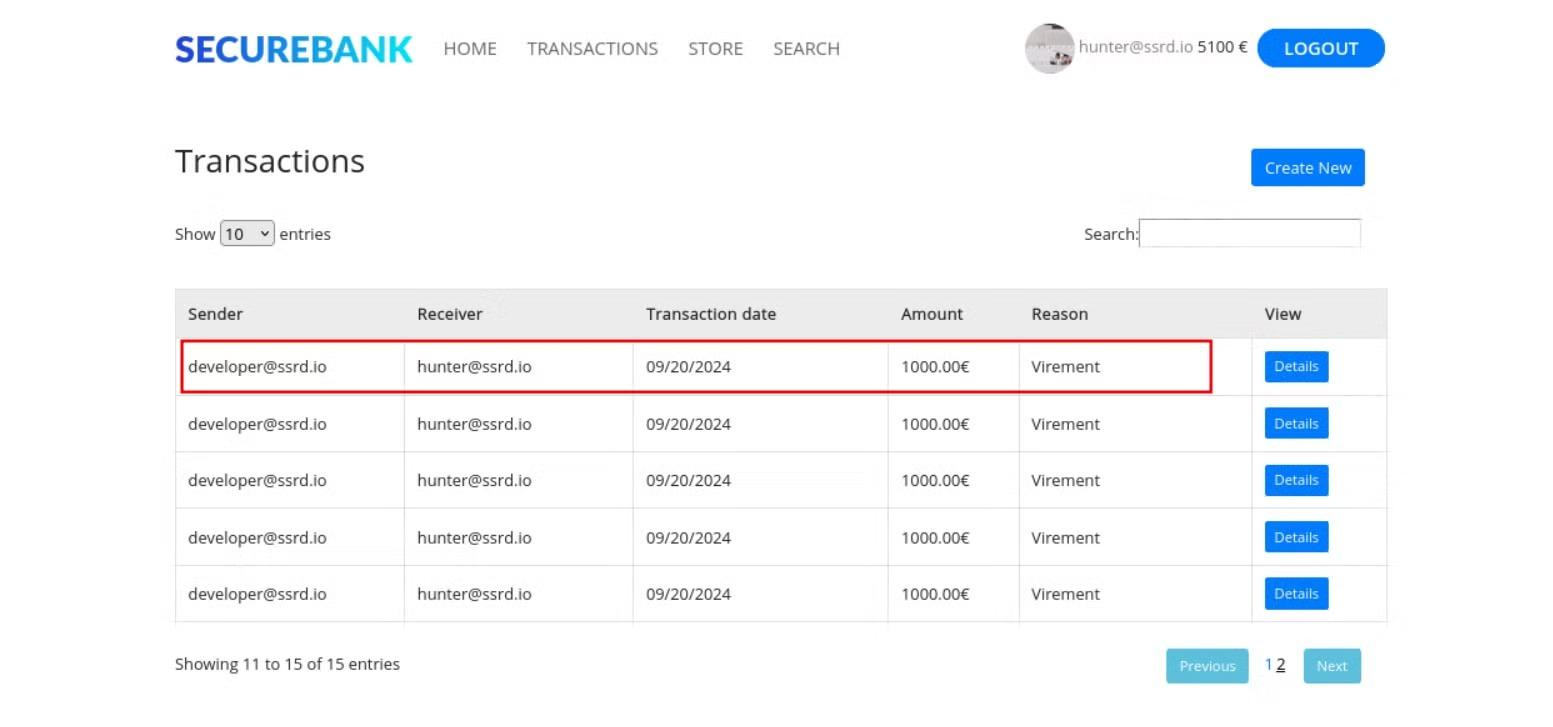 SECUREBANK HOME TRANSACTIONS STORE SEARCH hunter@ssrd.io 5100 € LOGOUT
Transactions Create New
Show 10 entries Search:
Sender Receiver Transaction date Amount Reason View
developer@ssrd.io hunter@ssrd.io 09/20/2024 1000.00€ Virement Details
developer@ssrd.io hunter@ssrd.io 09/20/2024 1000.00€ Virement Details
developer@ssrd.io hunter@ssrd.io 09/20/2024 1000.00€ Virement Details
developer@ssrd.io hunter@ssrd.io 09/20/2024 1000.00€ Virement Details
developer@ssrd.io hunter@ssrd.io 09/20/2024 1000.00€ Virement Details
Showing 11 to 15 of 15 entries Previous 1 2 Next